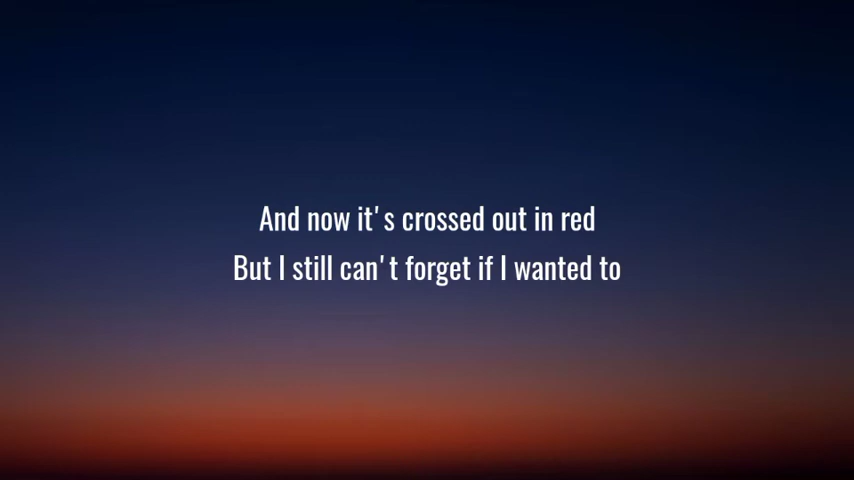 And now it's crossed out in red
But I still can't forget if I wanted to